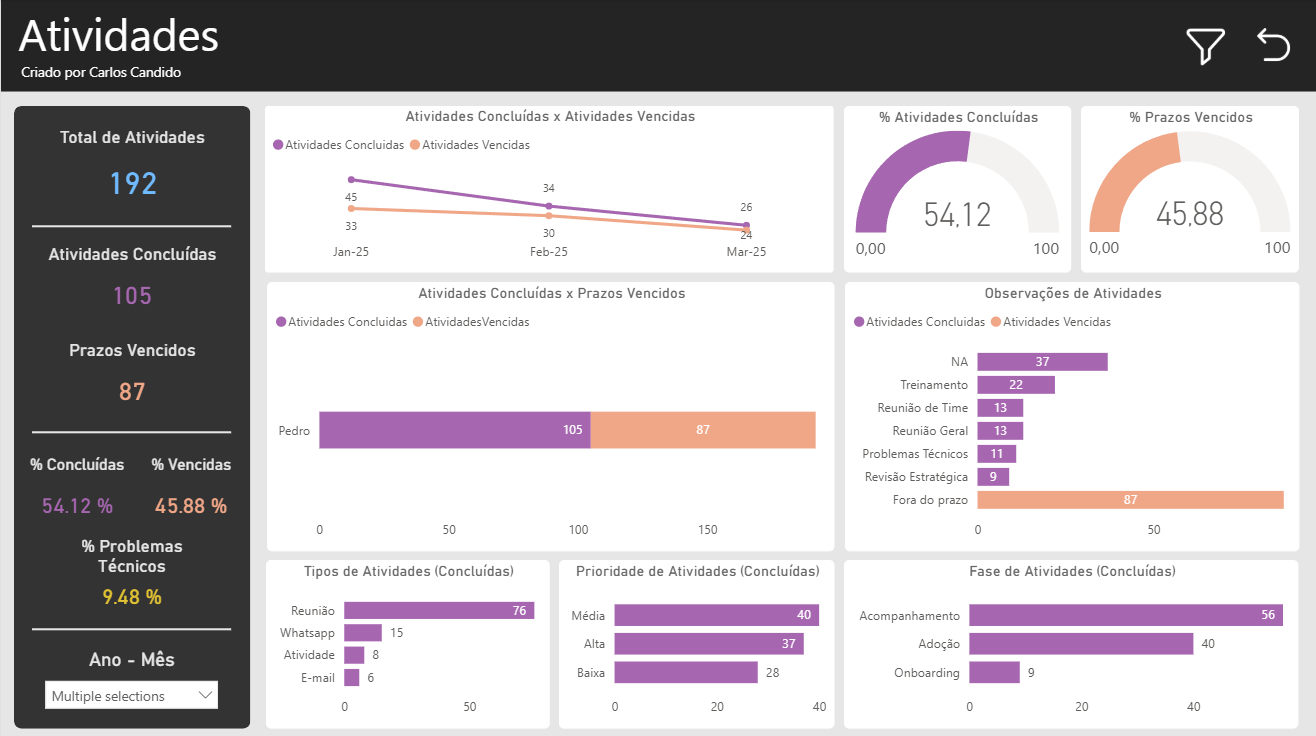 Atividades
Criado por Carlos Candido
Total de Atividades
192
Atividades Concluídas
105
Prazos Vencidos
87
% Concluídas
% Vencidas
54.12 %
45.88 %
% Problemas
Técnicos
9.48 %
Ano - Mês
Multiple selections
Atividades Concluídas x Atividades Vencidas
Atividades Concluidas
Atividades Vencidas
45
34
26
33
30
24
Jan-25
Feb-25
Mar-25
% Atividades Concluídas
54,12
0,00
100
% Prazos Vencidos
45,88
0,00
100
Atividades Concluídas x Prazos Vencidos
Atividades Concluidas
AtividadesVencidas
Pedro
105
87
0
50
100
150
Observações de Atividades
Atividades Concluidas
Atividades Vencidas
NA
37
Treinamento
22
Reunião de Time
13
Reunião Geral
13
Problemas Técnicos
11
Revisão Estratégica
9
Fora do prazo
87
0
50
Tipos de Atividades (Concluídas)
Reunião
76
Whatsapp
15
Atividade
8
E-mail
6
0
50
Prioridade de Atividades (Concluídas)
Média
40
Alta
37
Baixa
28
0
20
40
Fase de Atividades (Concluídas)
Acompanhamento
56
Adoção
40
Onboarding
9
0
20
40